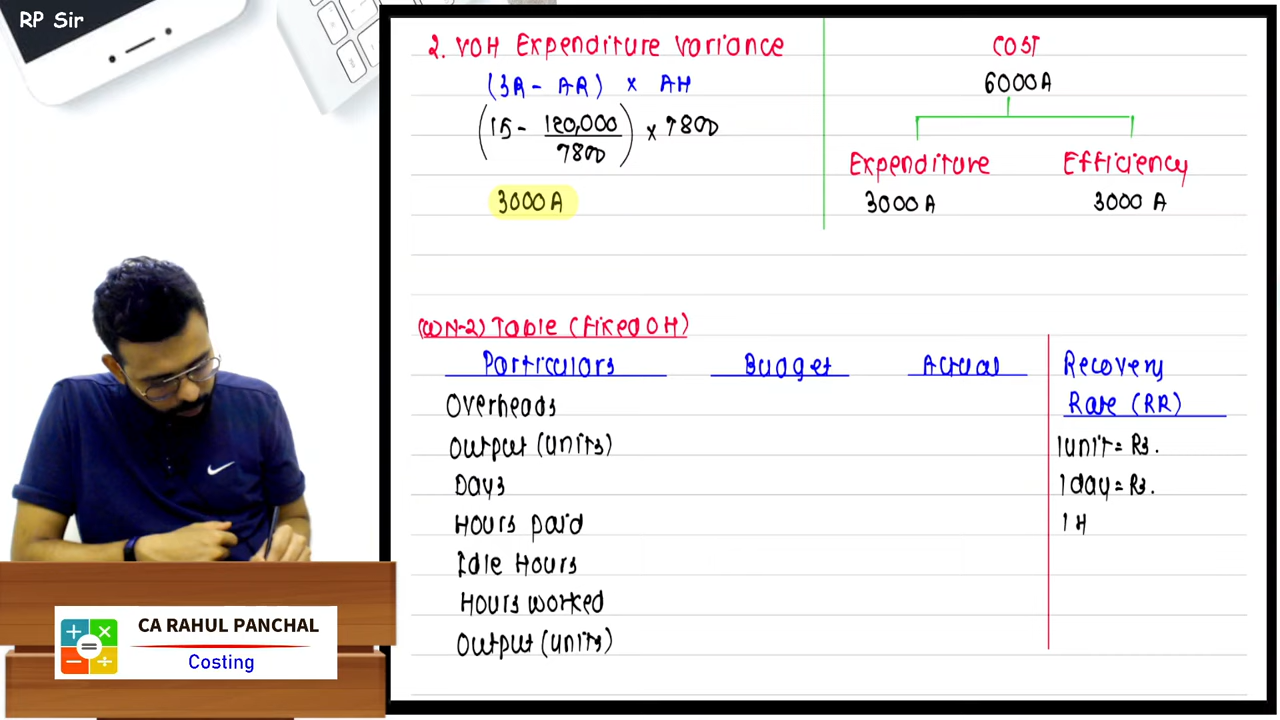 RP Sir
2. VOH Expenditure Variance
(SR - AR) × AH
(15 - 120,000 / 7800) × 7800
3000 A
COST
6000 A
Expenditure Efficiency
3000 A 3000 A
(WN-2) Table (Fixed OH)
Particulars Budget Actual Recovery
Rate (RR)
Overheads
Output (units) 1 unit = Rs.
Days 1 day = Rs.
Hours paid 1 H
Idle Hours
Hours worked
Output (units)
CA RAHUL PANCHAL
Costing